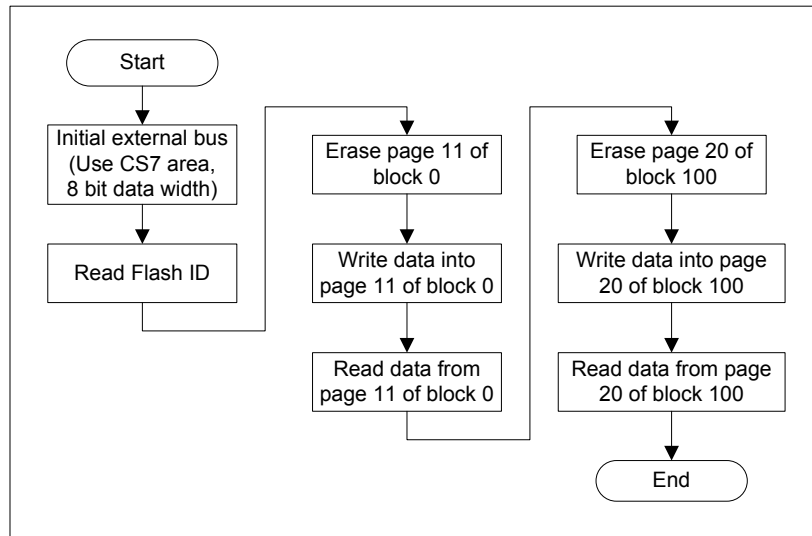 Start
Initial external bus
(Use CS7 area,
8 bit data width)
Read Flash ID
Erase page 11 of
block 0
Write data into
page 11 of block 0
Read data from
page 11 of block 0
Erase page 20 of
block 100
Write data into page
20 of block 100
Read data from page
20 of block 100
End